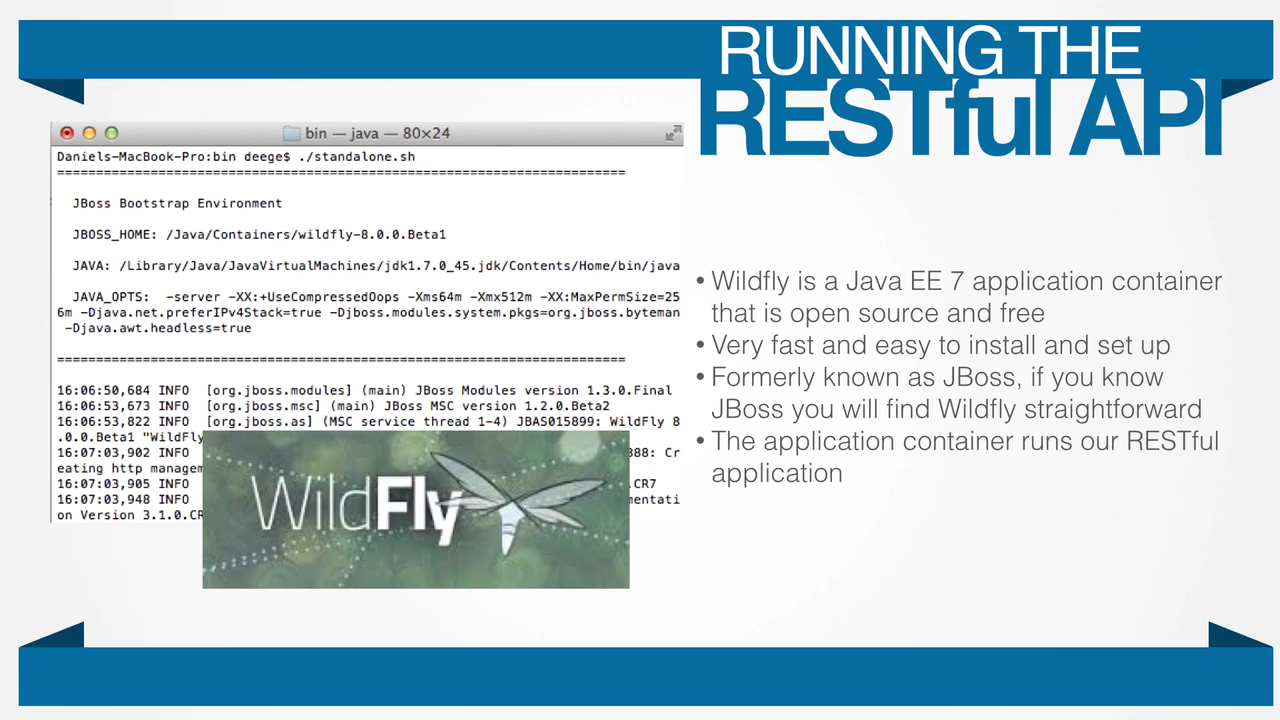 RUNNING THE
RESTful API
bin — java — 80×24
Daniels-MacBook-Pro:bin deege$ ./standalone.sh
=========================================================================
JBoss Bootstrap Environment
JBOSS_HOME: /Java/Containers/wildfly-8.0.0.Beta1
JAVA: /Library/Java/JavaVirtualMachines/jdk1.7.0_45.jdk/Contents/Home/bin/java
JAVA_OPTS:  -server -XX:+UseCompressedOops -Xms64m -Xmx512m -XX:MaxPermSize=25
6m -Djava.net.preferIPv4Stack=true -Djboss.modules.system.pkgs=org.jboss.byteman
-Djava.awt.headless=true
=========================================================================
16:06:50,684 INFO  [org.jboss.modules] (main) JBoss Modules version 1.3.0.Final
16:06:53,673 INFO  [org.jboss.msc] (main) JBoss MSC version 1.2.0.Beta2
16:06:53,822 INFO  [org.jboss.as] (MSC service thread 1-4) JBAS015899: WildFly 8
.0.0.Beta1 "WildFly
16:07:03,902 INFO 88: Cr
eating http managem
16:07:03,905 INFO .CR7
16:07:03,948 INFO mentati
on Version 3.1.0.CR
WildFly
• Wildfly is a Java EE 7 application container
that is open source and free
• Very fast and easy to install and set up
• Formerly known as JBoss, if you know
JBoss you will find Wildfly straightforward
• The application container runs our RESTful
application